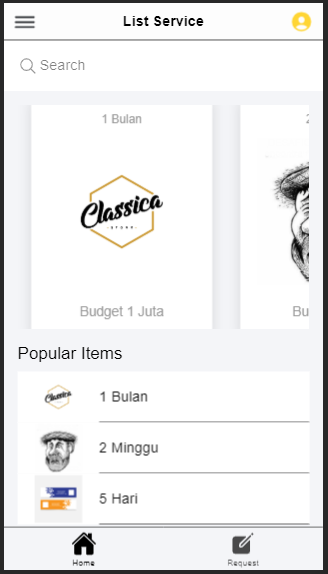 List Service
Search
1 Bulan
2
Classica
STORE
Budget 1 Juta
Bu
Popular Items
Classica
1 Bulan
2 Minggu
5 Hari
Home
Request